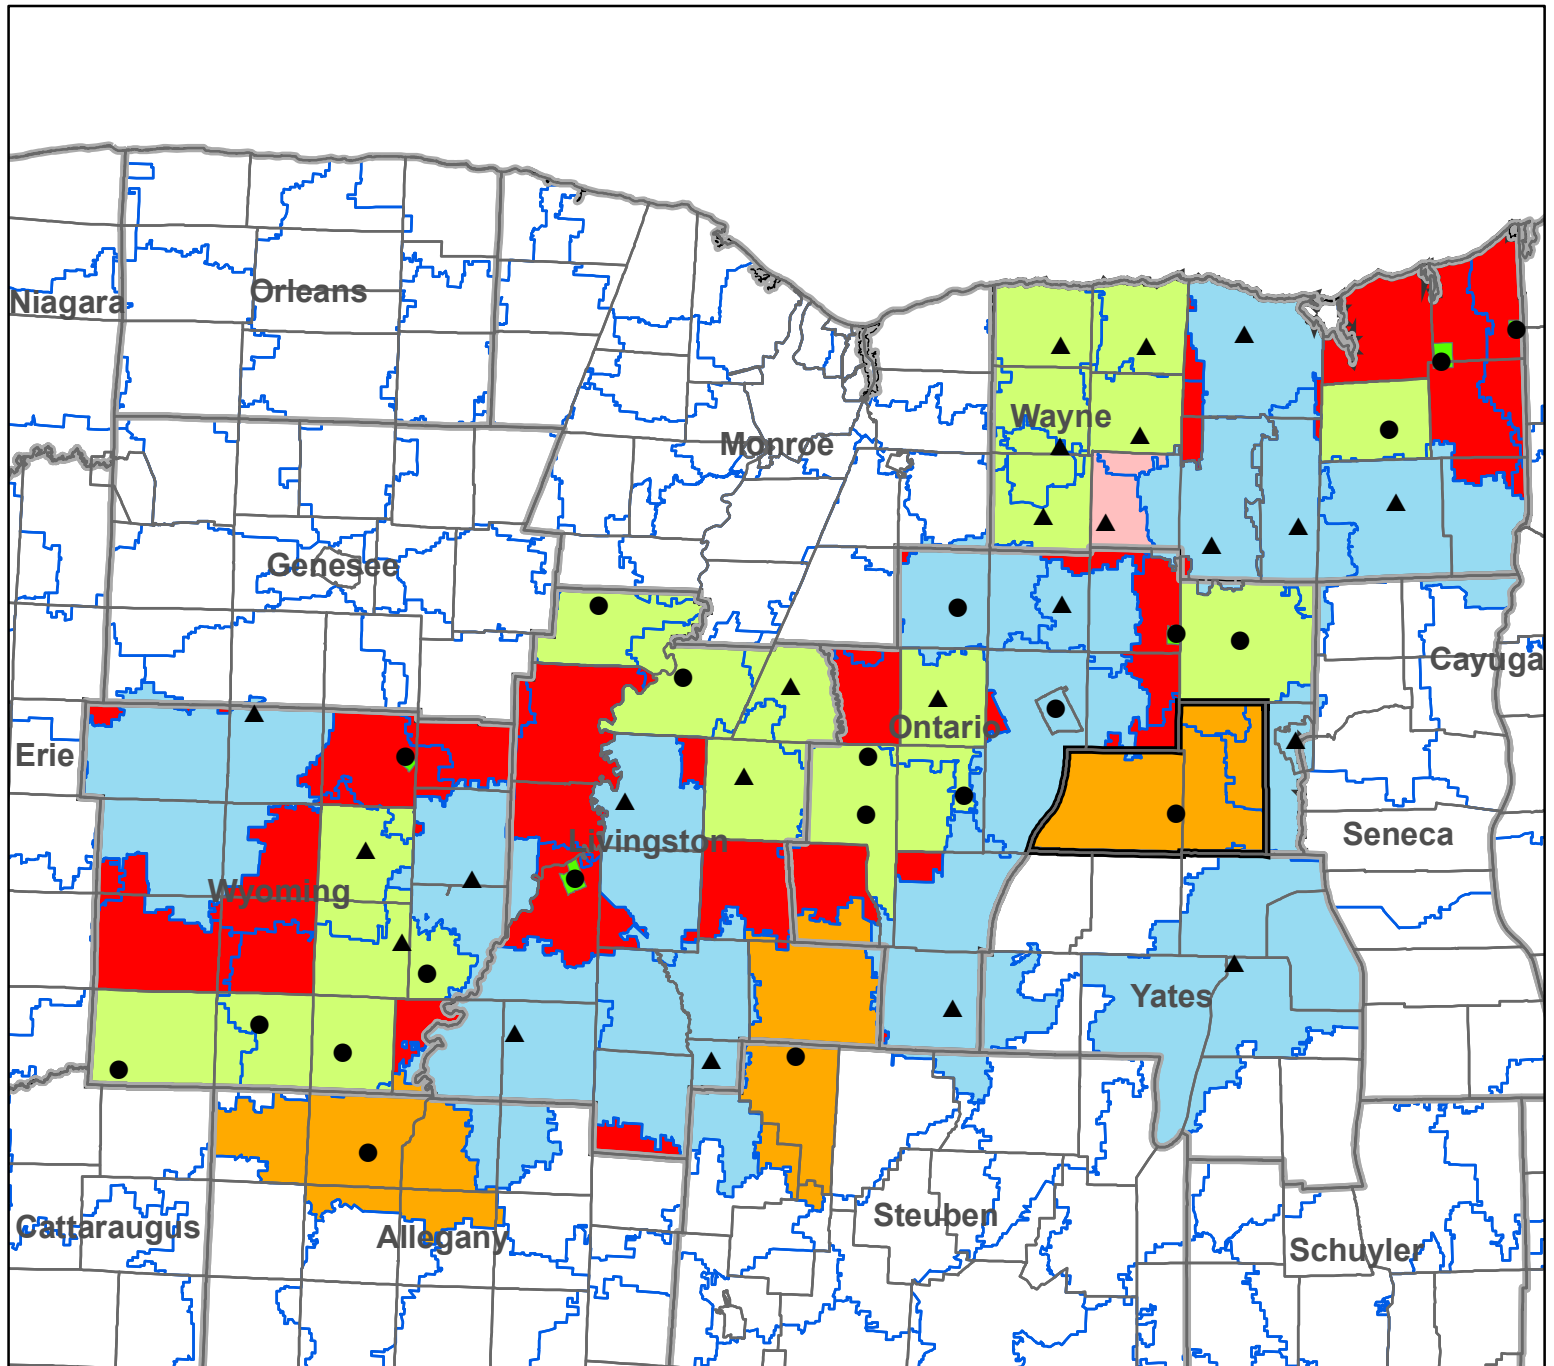 Niagara
Orleans
Wayne
Monroe
Genesee
Cayuga
Ontario
Erie
Seneca
Livingston
Wyoming
Yates
Steuben
Cattaraugus
Allegany
Schuyler